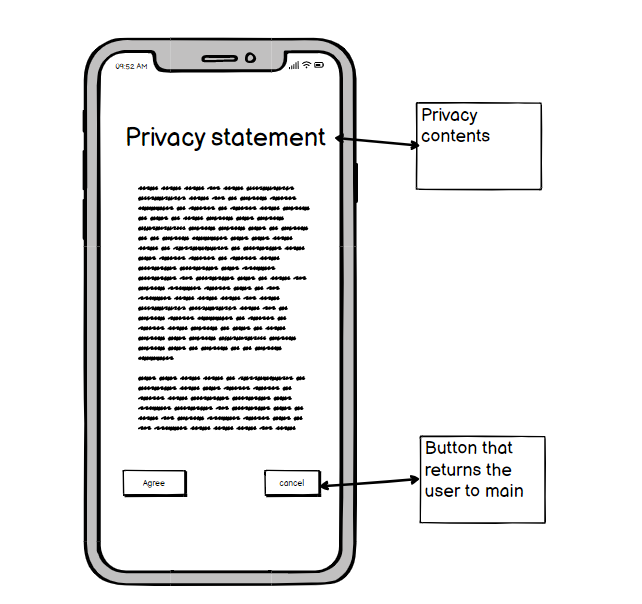 09:52 AM
Privacy statement
Privacy
contents
Agree
cancel
Button that
returns the
user to main